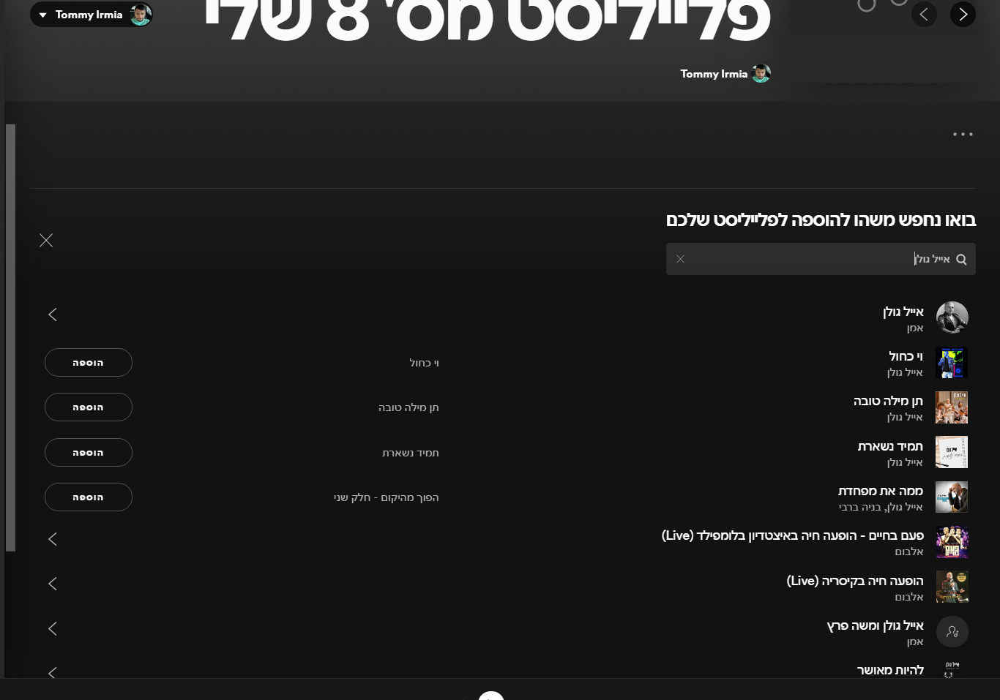 Tommy Irmia
פלייליסט מס' 8 שלי
Tommy Irmia
בואו נחפש משהו להוספה לפלייליסט שלכם
אייל גולן
אייל גולן
אמן
וי כחול
אייל גולן
וי כחול
הוספה
תן מילה טובה
אייל גולן
תן מילה טובה
הוספה
תמיד נשארת
אייל גולן
תמיד נשארת
הוספה
ממה את מפחדת
אייל גולן, בניה ברבי
הפוך מהיקום - חלק שני
הוספה
פעם בחיים - הופעה חיה באיצטדיון בלומפילד (Live)
אלבום
הופעה חיה בקיסריה (Live)
אלבום
אייל גולן ומשה פרץ
אמן
להיות מאושר